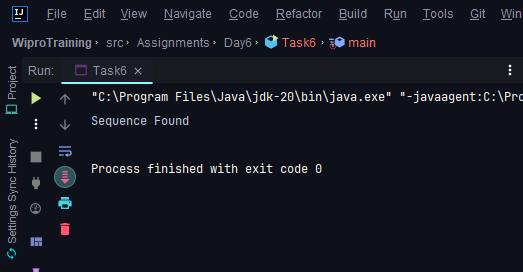 IJ File Edit View Navigate Code Refactor Build Run Tools Git
WiproTraining › src › Assignments › Day6 › Task6 › main
Run: Task6 ×
"C:\Program Files\Java\jdk-20\bin\java.exe" "-javaagent:C:\Pro
Sequence Found
Process finished with exit code 0
Project
Settings Sync History